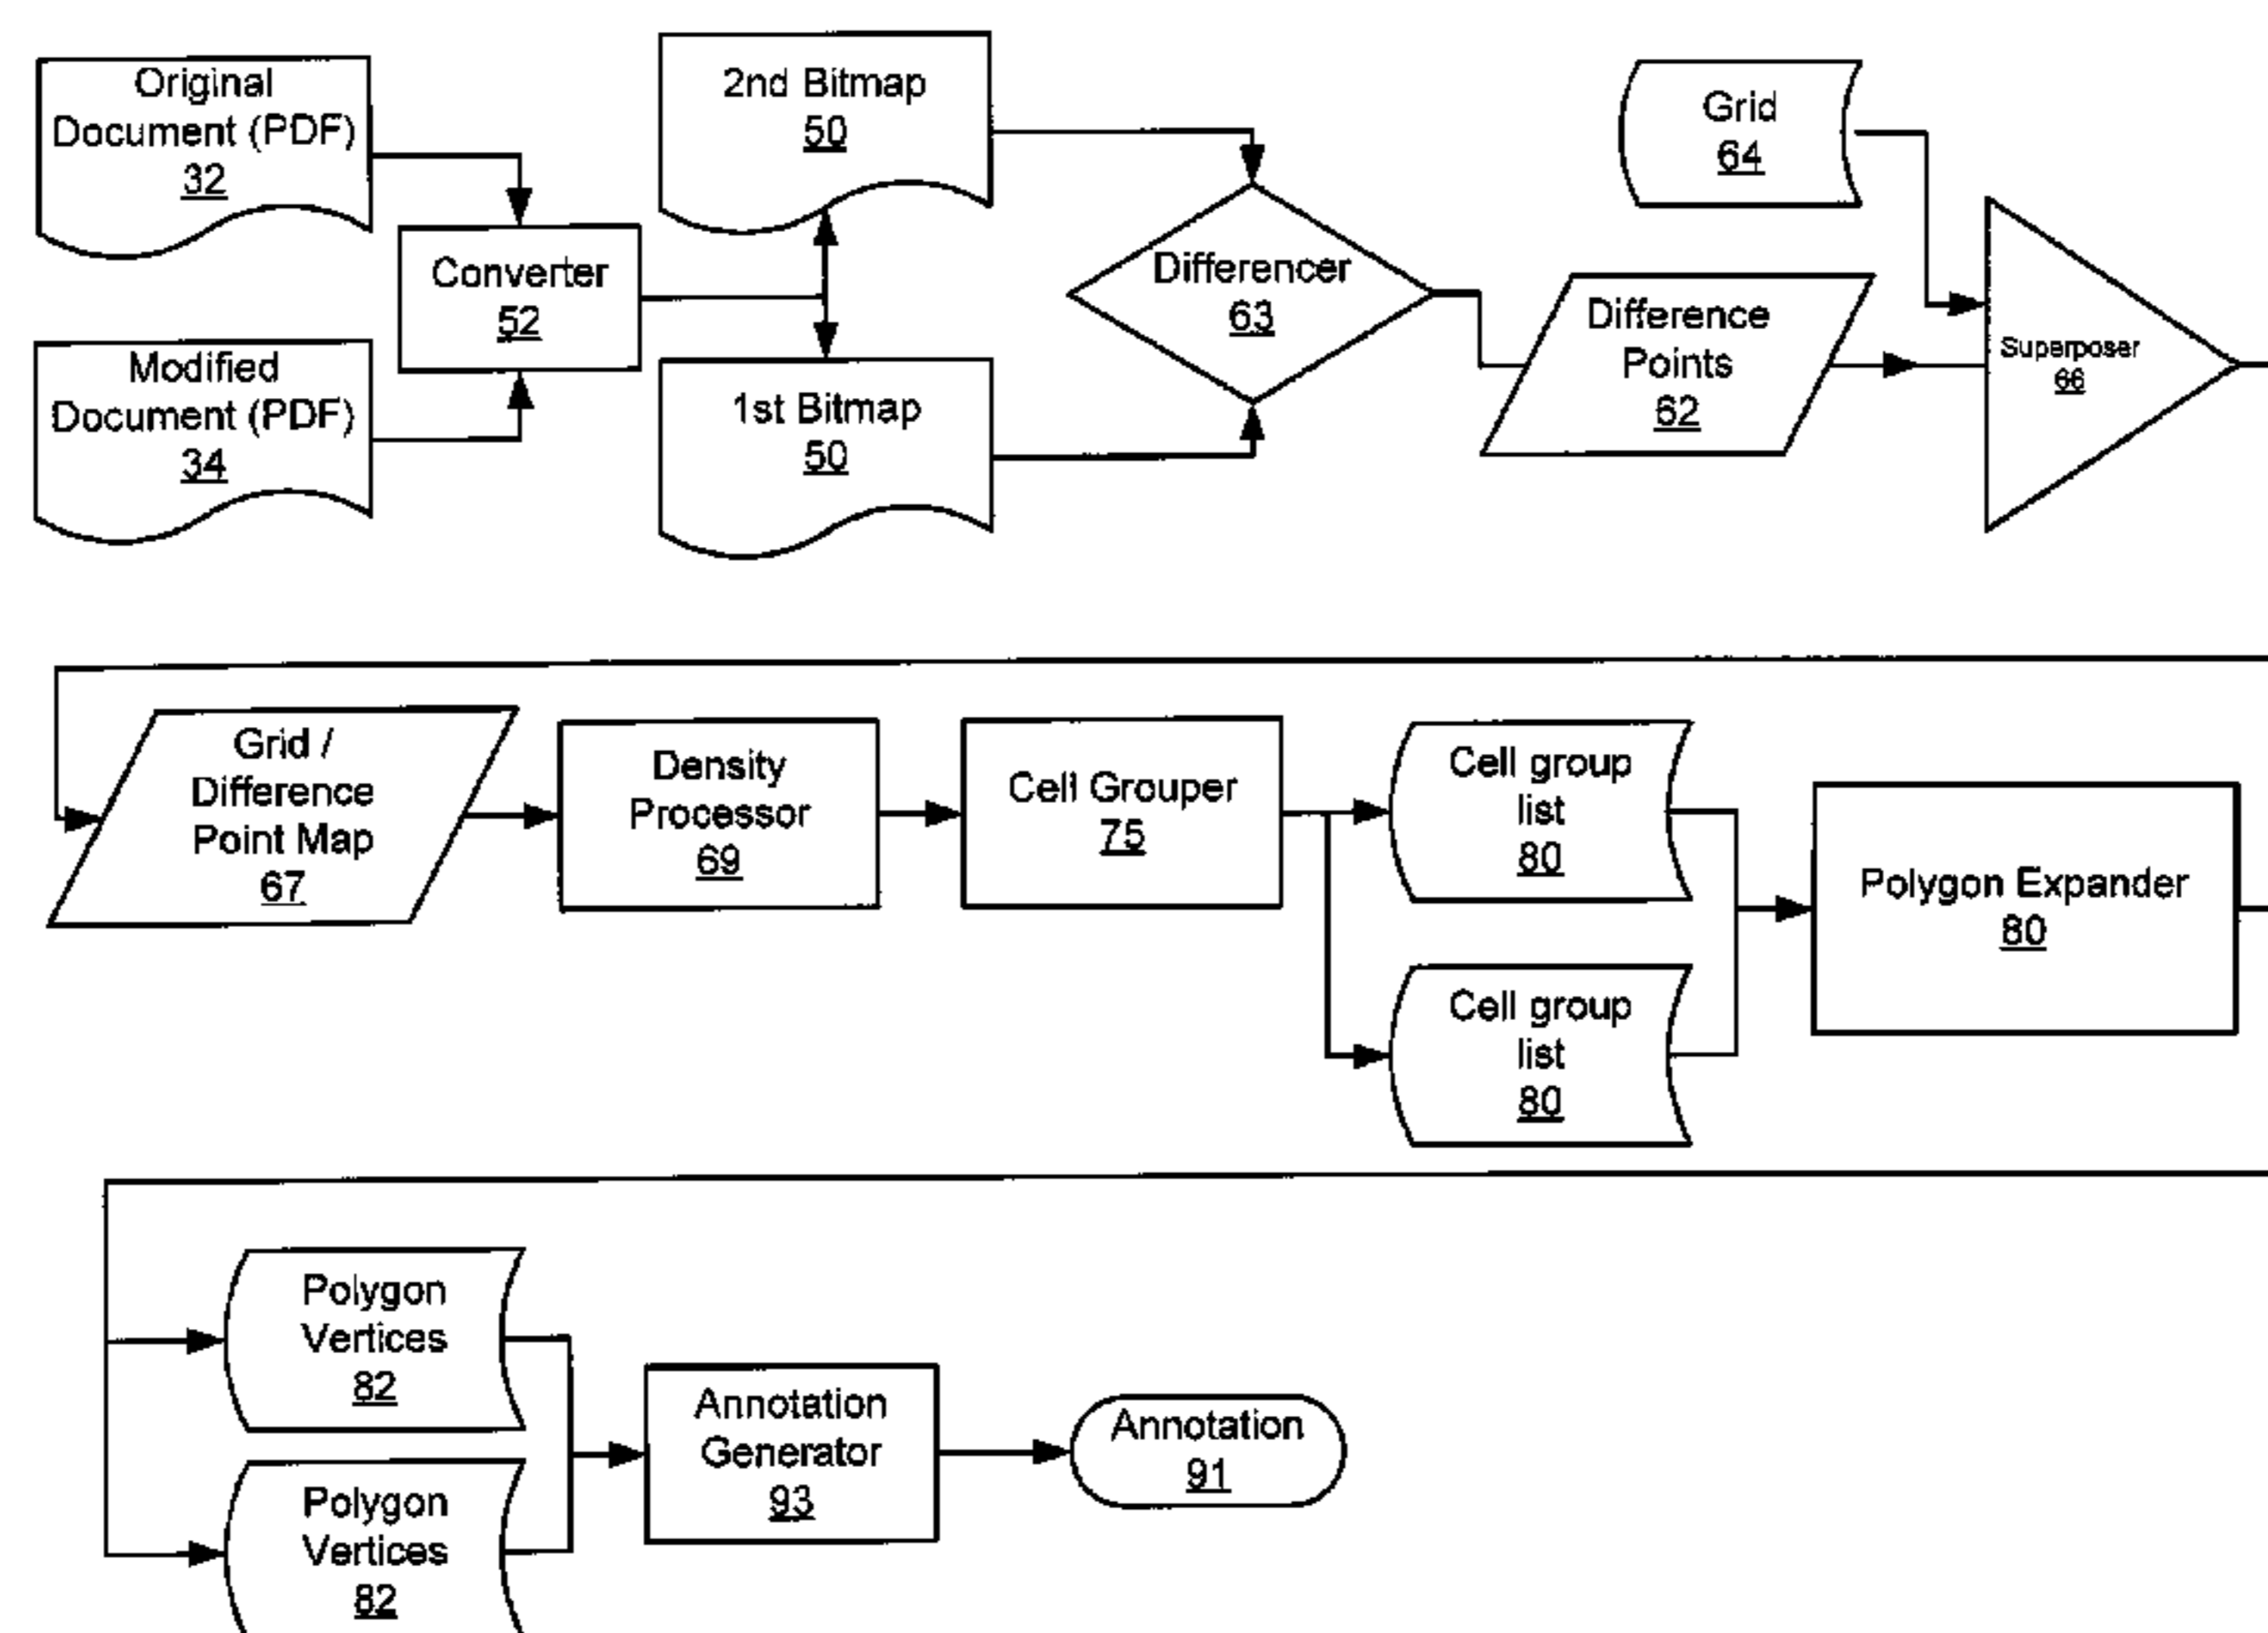 Original
Document (PDF)
32
Modified
Document (PDF)
34
Converter
52
2nd Bitmap
50
1st Bitmap
50
Differencer
63
Difference
Points
62
Grid
64
Superposer
66
Grid /
Difference
Point Map
67
Density
Processor
69
Cell Grouper
75
Cell group
list
80
Cell group
list
80
Polygon Expander
80
Polygon
Vertices
82
Polygon
Vertices
82
Annotation
Generator
93
Annotation
91